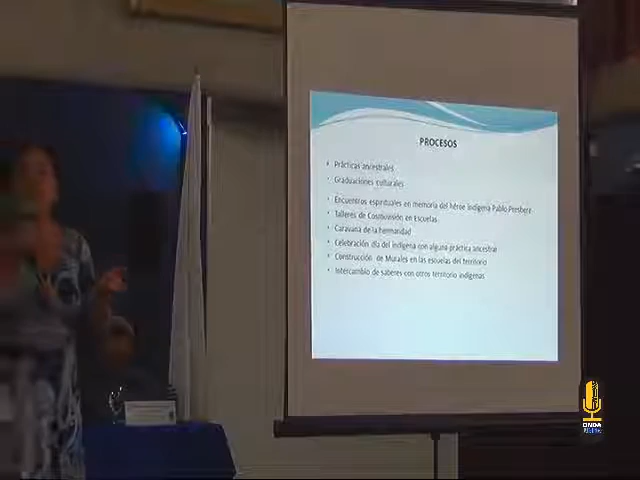 PROCESOS
• Prácticas ancestrales
• Graduaciones culturales
• Encuentros espirituales en memoria del héroe indígena Pablo Presbere
• Talleres de Cosmovisión en Escuelas
• Caravana de la hermandad
• Celebración día del indígena con alguna práctica ancestral
• Construcción de Murales en las escuelas del territorio
• Intercambio de saberes con otros territorio indígenas
ONDA